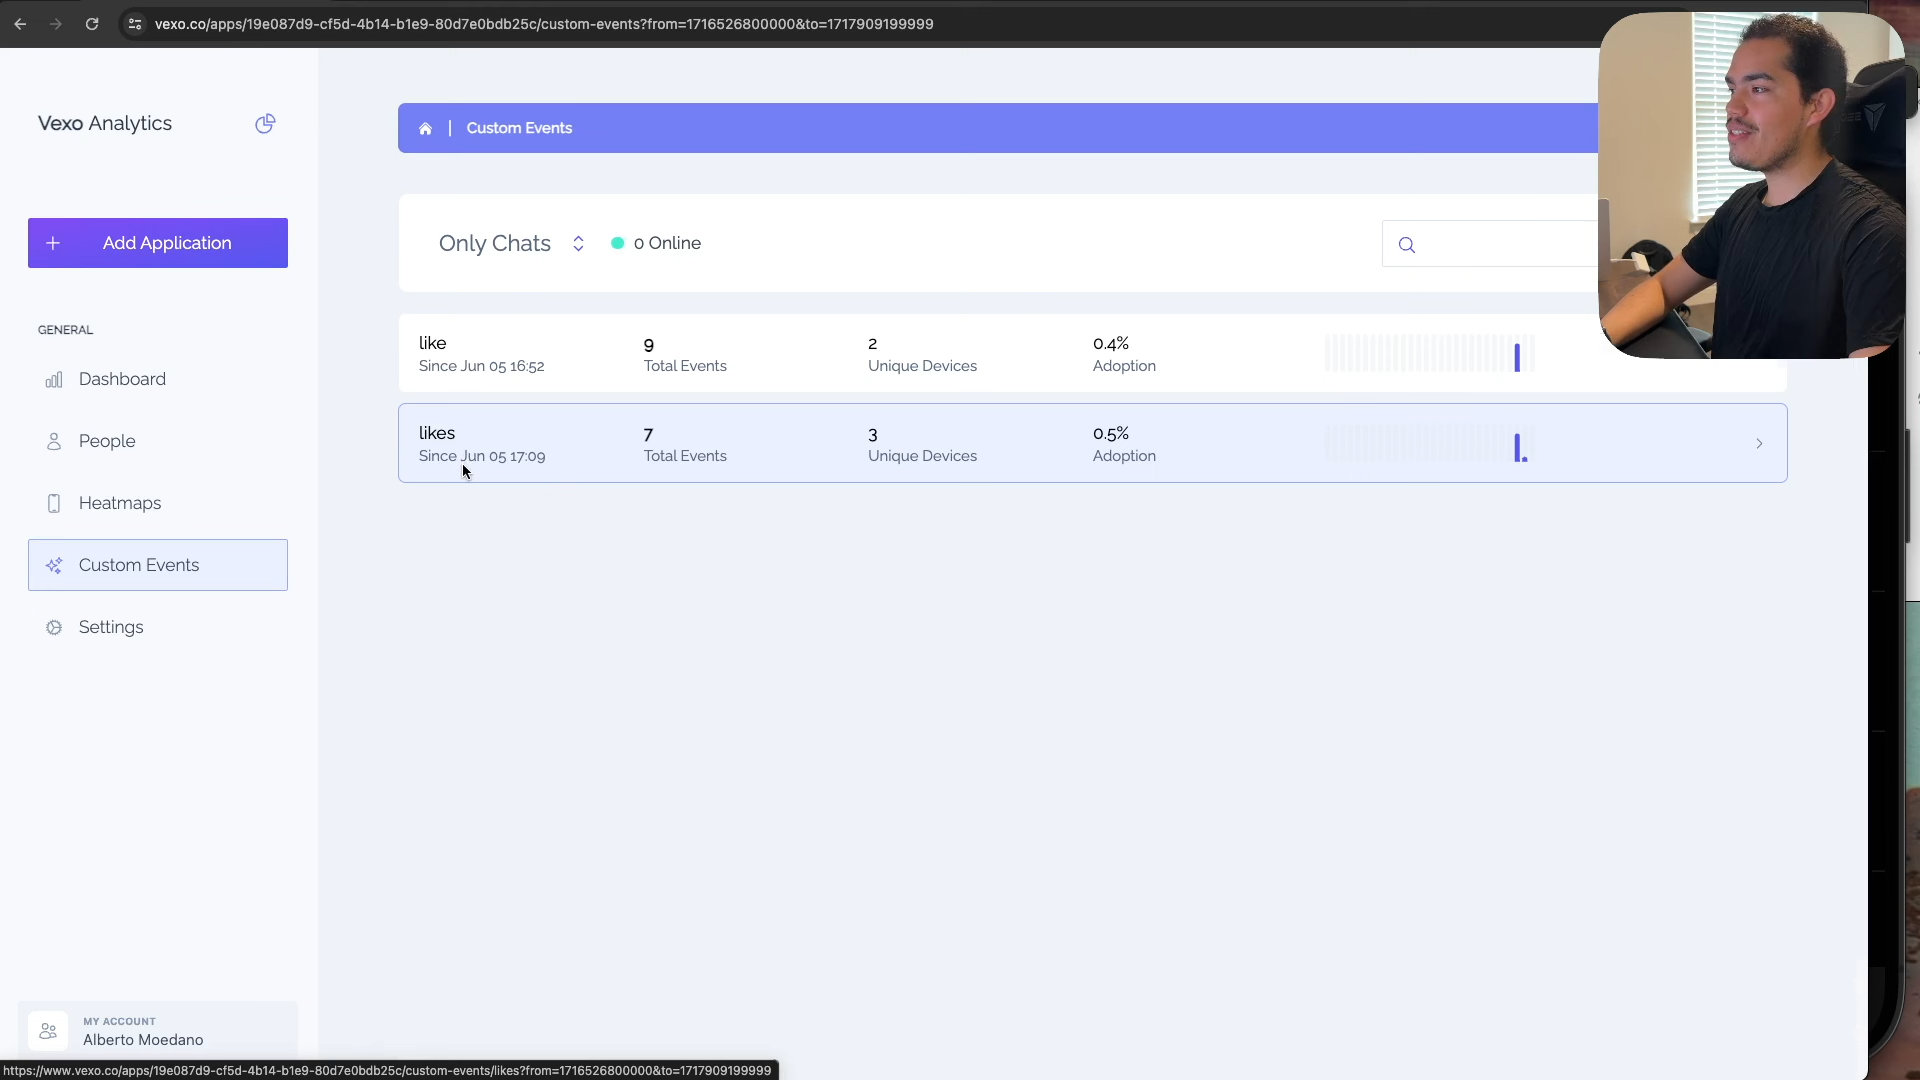 vexo.co/apps/19e087d9-cf5d-4b14-b1e9-80d7e0bdb25c/custom-events?from=1716526800000&to=1717909199999
Vexo Analytics
+ Add Application
GENERAL
Dashboard
People
Heatmaps
Custom Events
Settings
MY ACCOUNT
Alberto Moedano
| Custom Events
Only Chats
0 Online
like
Since Jun 05 16:52
9
Total Events
2
Unique Devices
0.4%
Adoption
likes
Since Jun 05 17:09
7
Total Events
3
Unique Devices
0.5%
Adoption
https://www.vexo.co/apps/19e087d9-cf5d-4b14-b1e9-80d7e0bdb25c/custom-events/likes?from=1716526800000&to=1717909199999